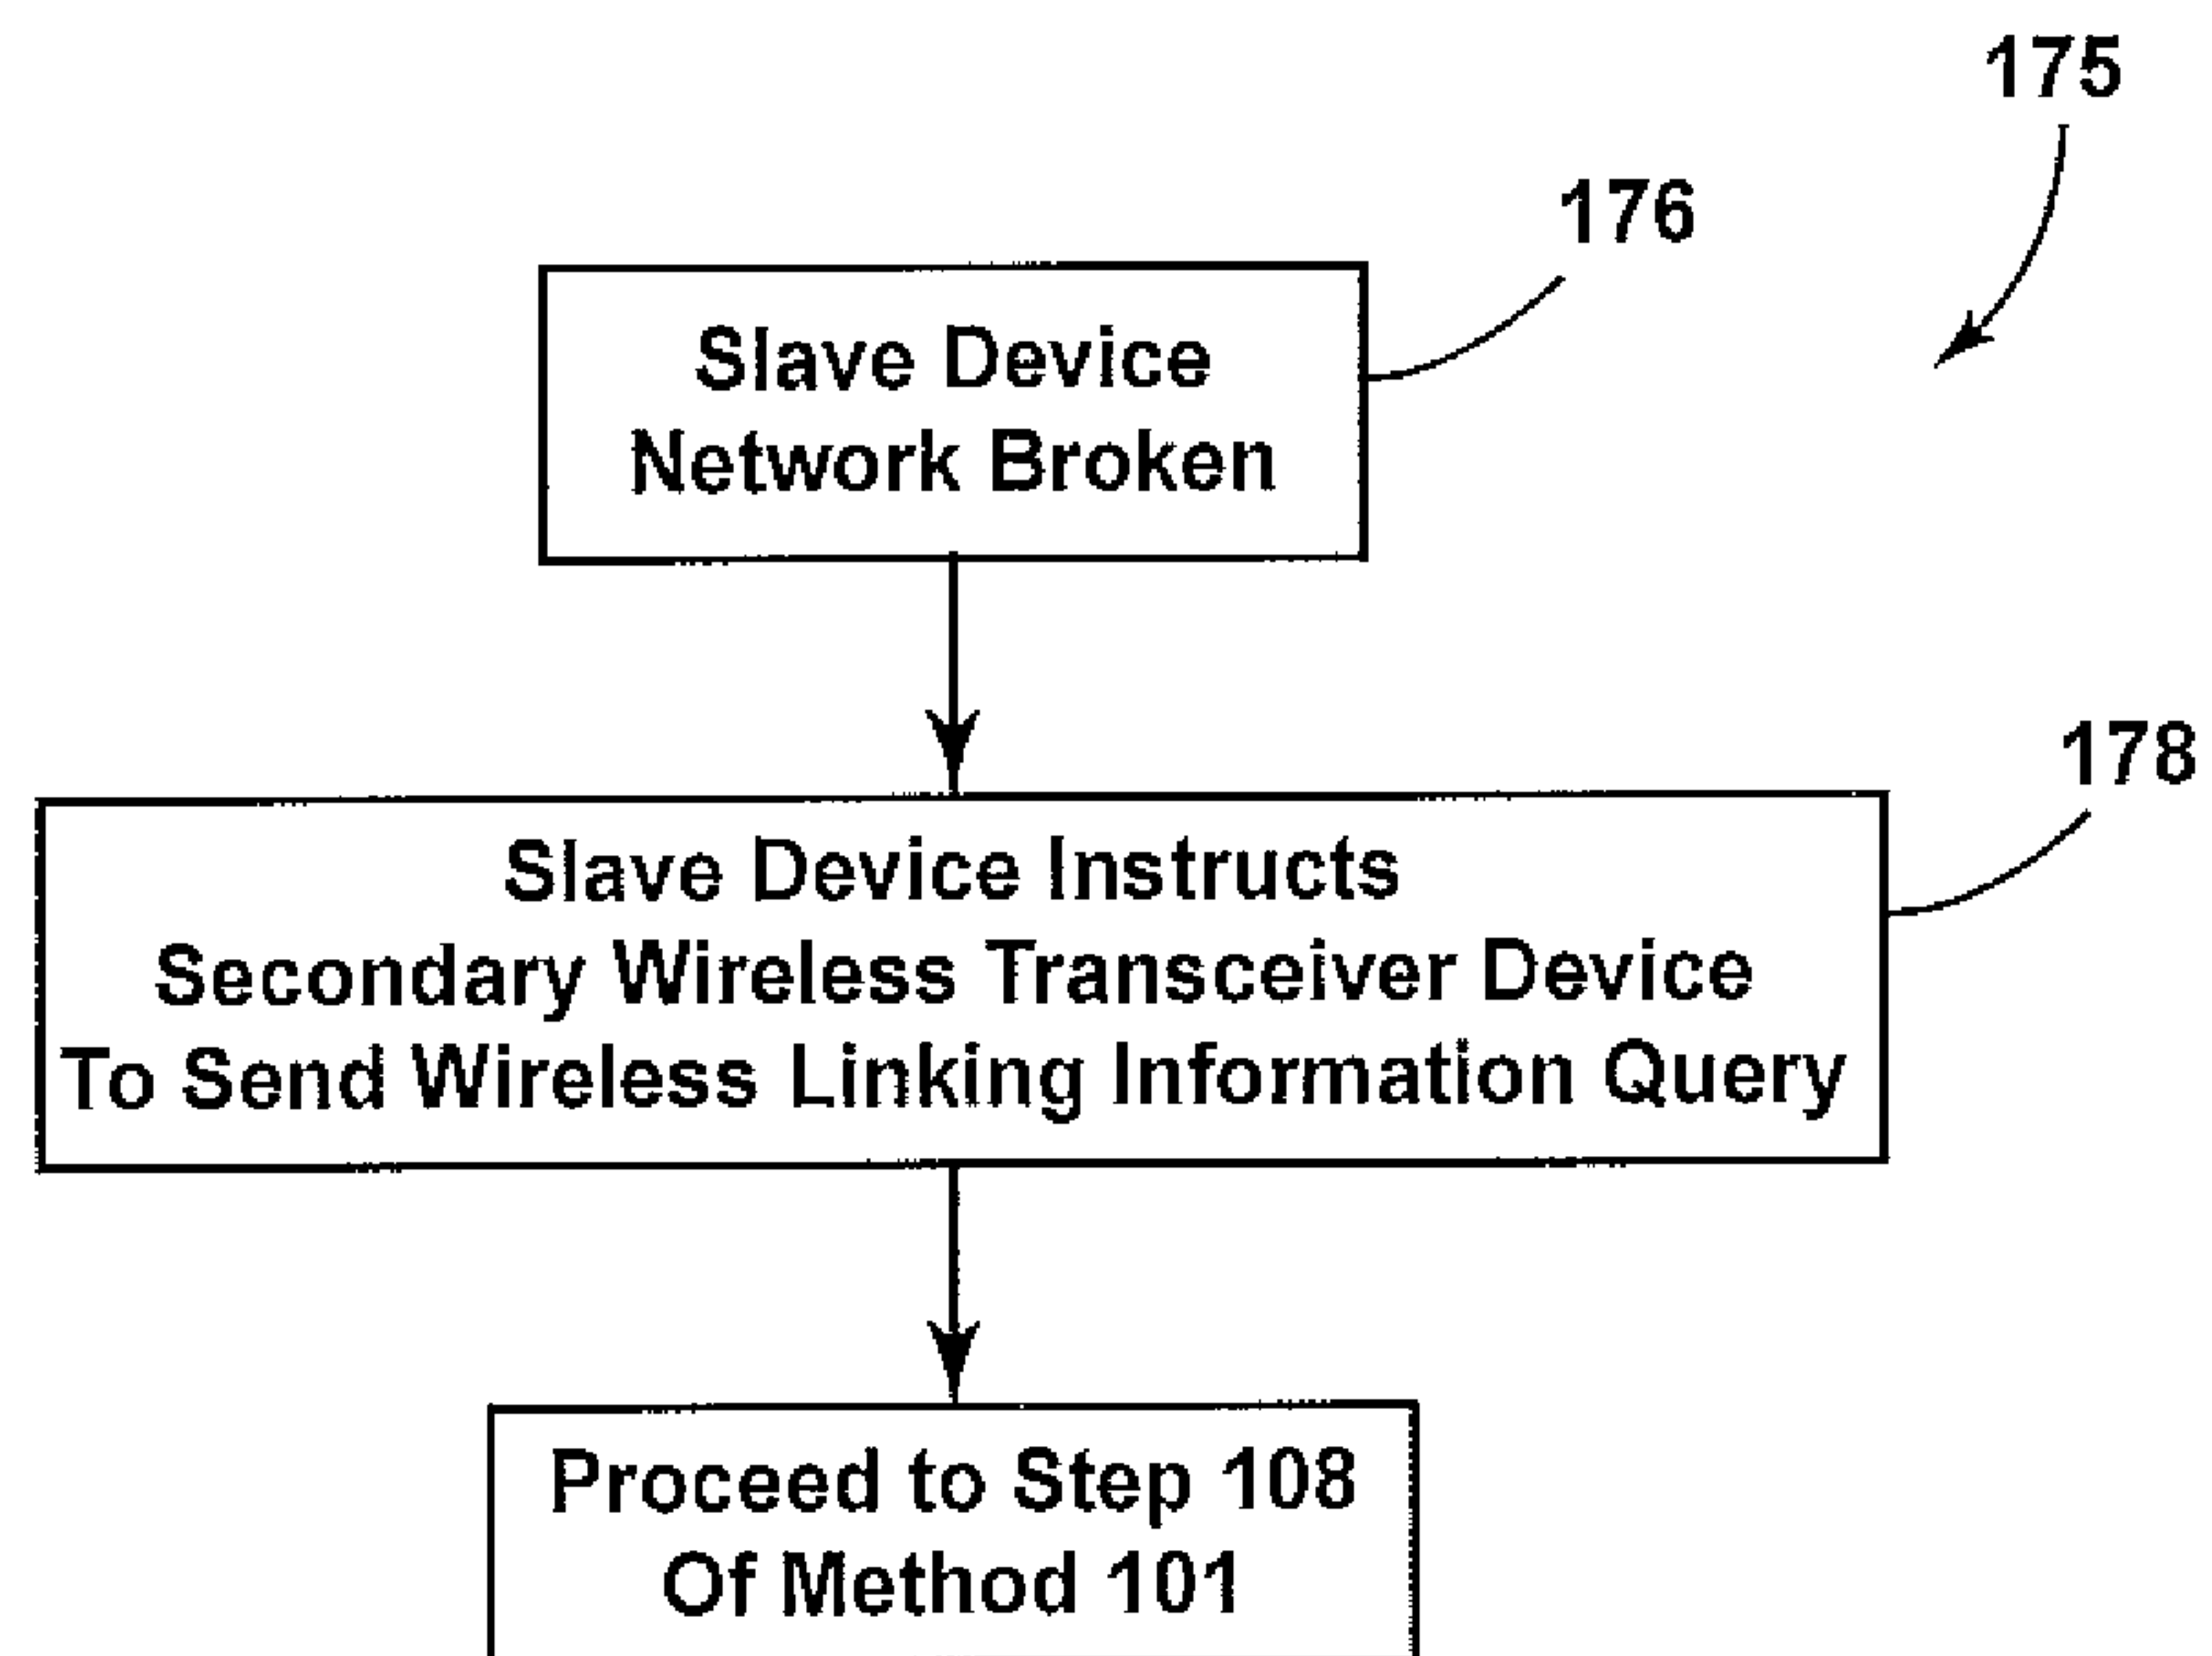 175
176
Slave Device
Network Broken
178
Slave Device Instructs
Secondary Wireless Transceiver Device
To Send Wireless Linking Information Query
Proceed to Step 108
Of Method 101